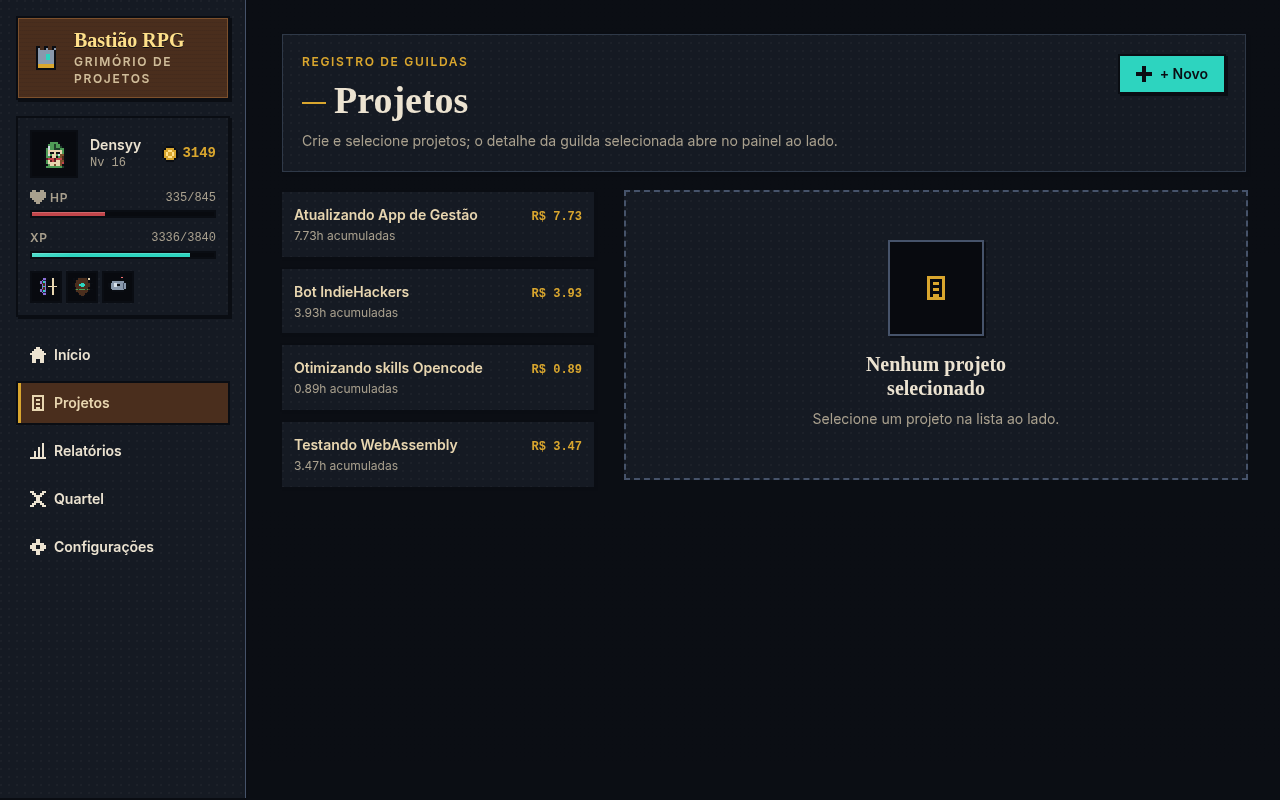 Bastião RPG
GRIMÓRIO DE
PROJETOS
Densyy
Nv 16
3149
HP
335/845
XP
3336/3840
Início
Projetos
Relatórios
Quartel
Configurações
REGISTRO DE GUILDAS
— Projetos
Crie e selecione projetos; o detalhe da guilda selecionada abre no painel ao lado.
+ Novo
Atualizando App de Gestão
R$ 7.73
7.73h acumuladas
Bot IndieHackers
R$ 3.93
3.93h acumuladas
Otimizando skills Opencode
R$ 0.89
0.89h acumuladas
Testando WebAssembly
R$ 3.47
3.47h acumuladas
Nenhum projeto
selecionado
Selecione um projeto na lista ao lado.